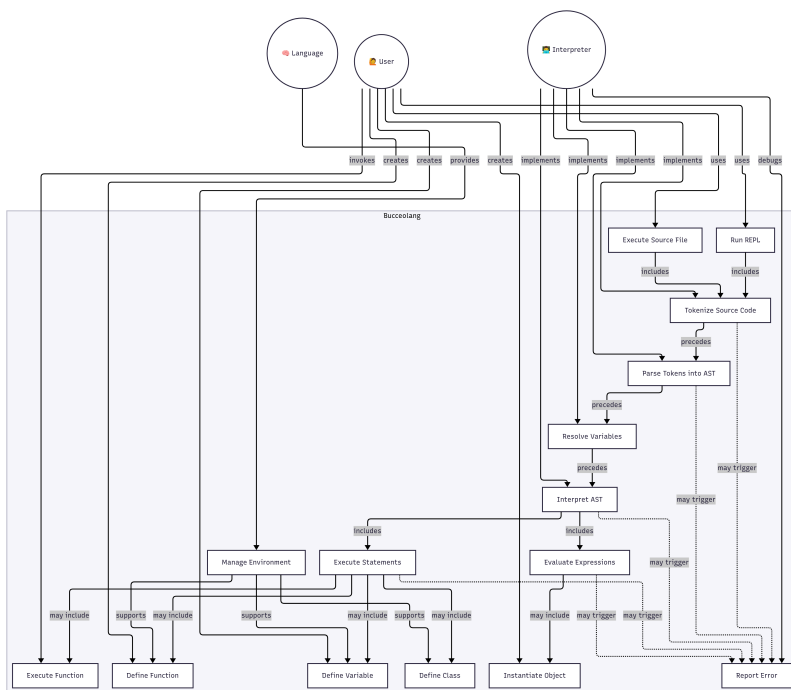 🧠 Language
🙋 User
👨‍💻 Interpreter
invokes
creates
creates
provides
creates
implements
implements
implements
implements
uses
uses
debugs
Bucceolang
Execute Source File
Run REPL
includes
includes
Tokenize Source Code
precedes
Parse Tokens into AST
precedes
Resolve Variables
precedes
may trigger
Interpret AST
may trigger
includes
includes
Manage Environment
Execute Statements
Evaluate Expressions
may trigger
may include
supports
may include
supports
may include
supports
may include
may include
may trigger
may trigger
Execute Function
Define Function
Define Variable
Define Class
Instantiate Object
Report Error